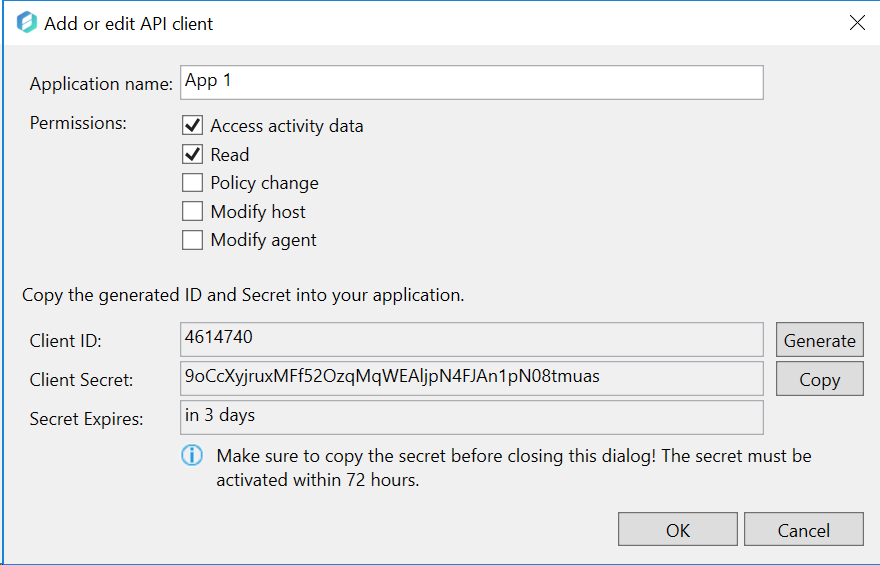 Add or edit API client
Application name: App 1
Permissions:
Access activity data
Read
Policy change
Modify host
Modify agent
Copy the generated ID and Secret into your application.
Client ID: 4614740 Generate
Client Secret: 9oCcXyjruxMFf52OzqMqWEAljpN4FJAn1pN08tmuas Copy
Secret Expires: in 3 days
Make sure to copy the secret before closing this dialog! The secret must be
activated within 72 hours.
OK Cancel